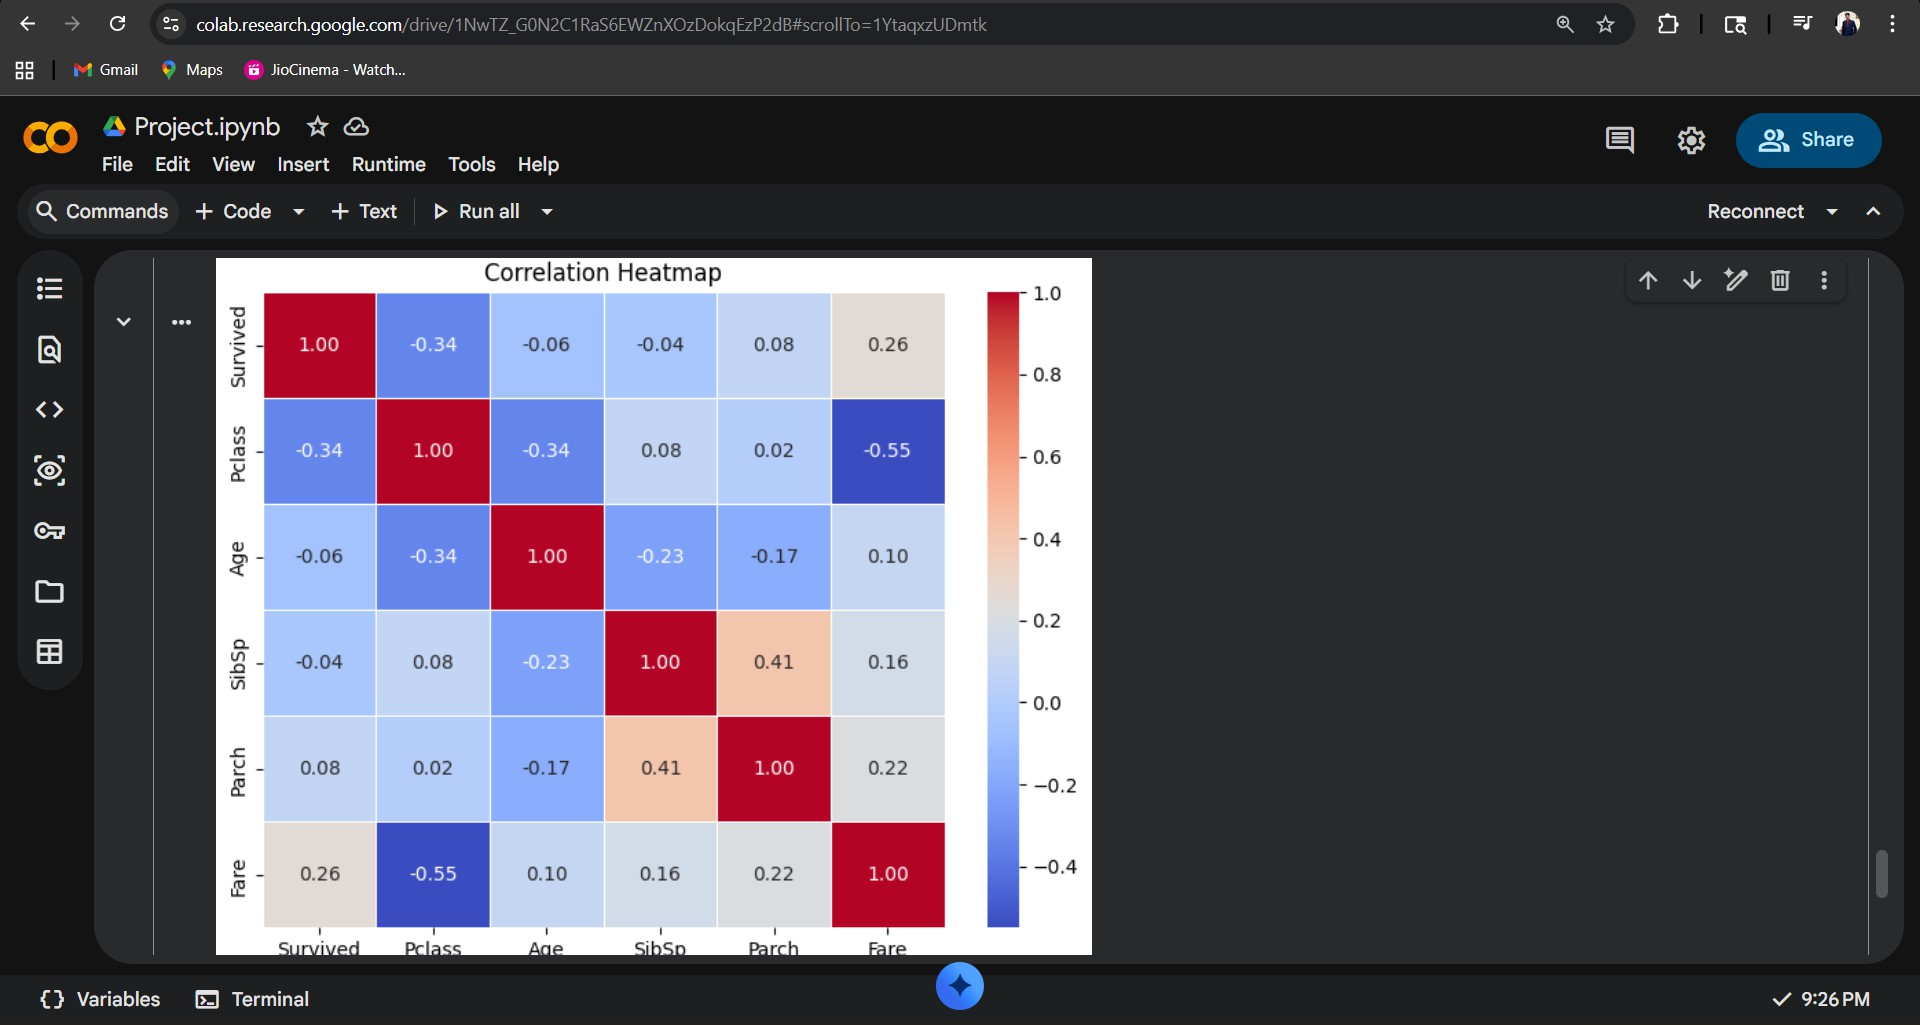 colab.research.google.com/drive/1NwTZ_G0N2C1RaS6EWZnXOzDokqEzP2dB#scrollTo=1YtaqxzUDmtk
Gmail Maps JioCinema - Watch...
Project.ipynb
File Edit View Insert Runtime Tools Help
Share
Commands + Code + Text Run all Reconnect
Correlation Heatmap
Survived 1.00 -0.34 -0.06 -0.04 0.08 0.26
Pclass -0.34 1.00 -0.34 0.08 0.02 -0.55
Age -0.06 -0.34 1.00 -0.23 -0.17 0.10
SibSp -0.04 0.08 -0.23 1.00 0.41 0.16
Parch 0.08 0.02 -0.17 0.41 1.00 0.22
Fare 0.26 -0.55 0.10 0.16 0.22 1.00
Survived Pclass Age SibSp Parch Fare
1.0
0.8
0.6
0.4
0.2
0.0
−0.2
−0.4
{} Variables Terminal 9:26 PM